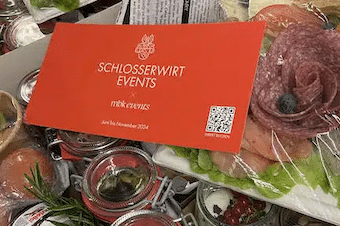 SCHLOSSERWIRT
EVENTS
×
mbk events
Juni bis November 2024